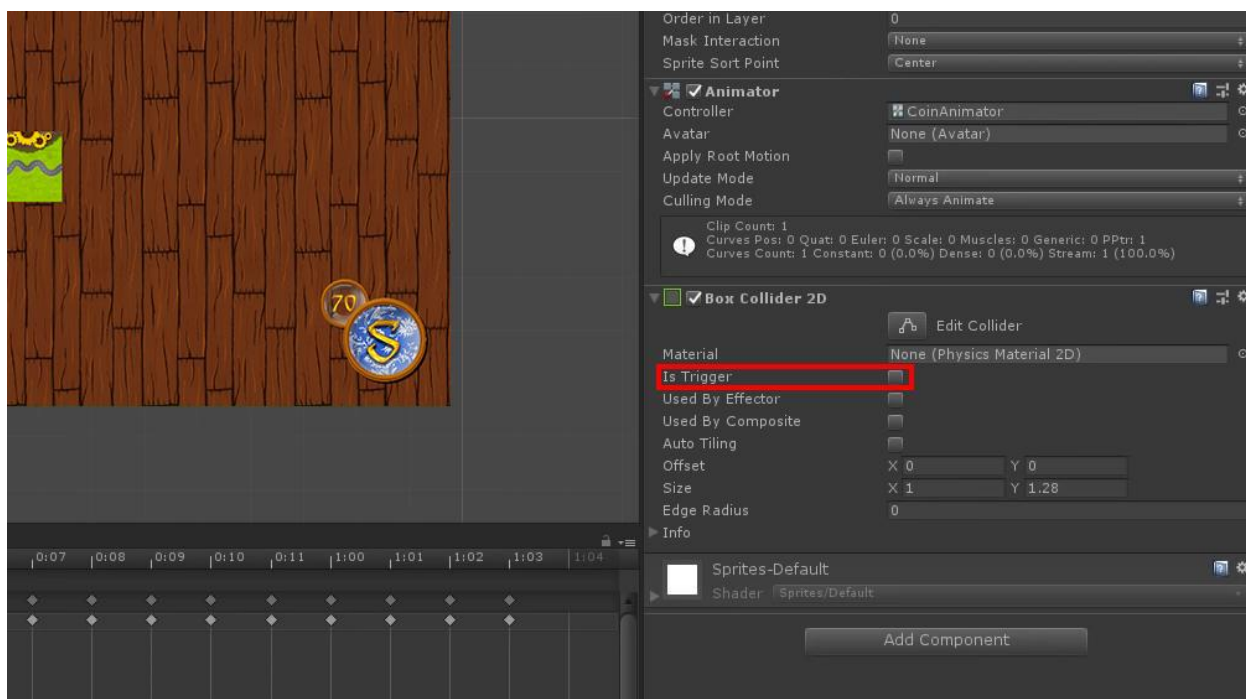 Order in Layer 0
Mask Interaction None
Sprite Sort Point Center
Animator
Controller CoinAnimator
Avatar None (Avatar)
Apply Root Motion
Update Mode Normal
Culling Mode Always Animate
Clip Count: 1
Curves Pos: 0 Quat: 0 Euler: 0 Scale: 0 Muscles: 0 Generic: 0 PPtr: 1
Curves Count: 1 Constant: 0 (0.0%) Dense: 0 (0.0%) Stream: 1 (100.0%)
Box Collider 2D
Edit Collider
Material None (Physics Material 2D)
Is Trigger
Used By Effector
Used By Composite
Auto Tiling
Offset X 0 Y 0
Size X 1 Y 1.28
Edge Radius 0
Info
Sprites-Default
Shader Sprites/Default
Add Component
70
S
0:07 0:08 0:09 0:10 0:11 1:00 1:01 1:02 1:03 1:04